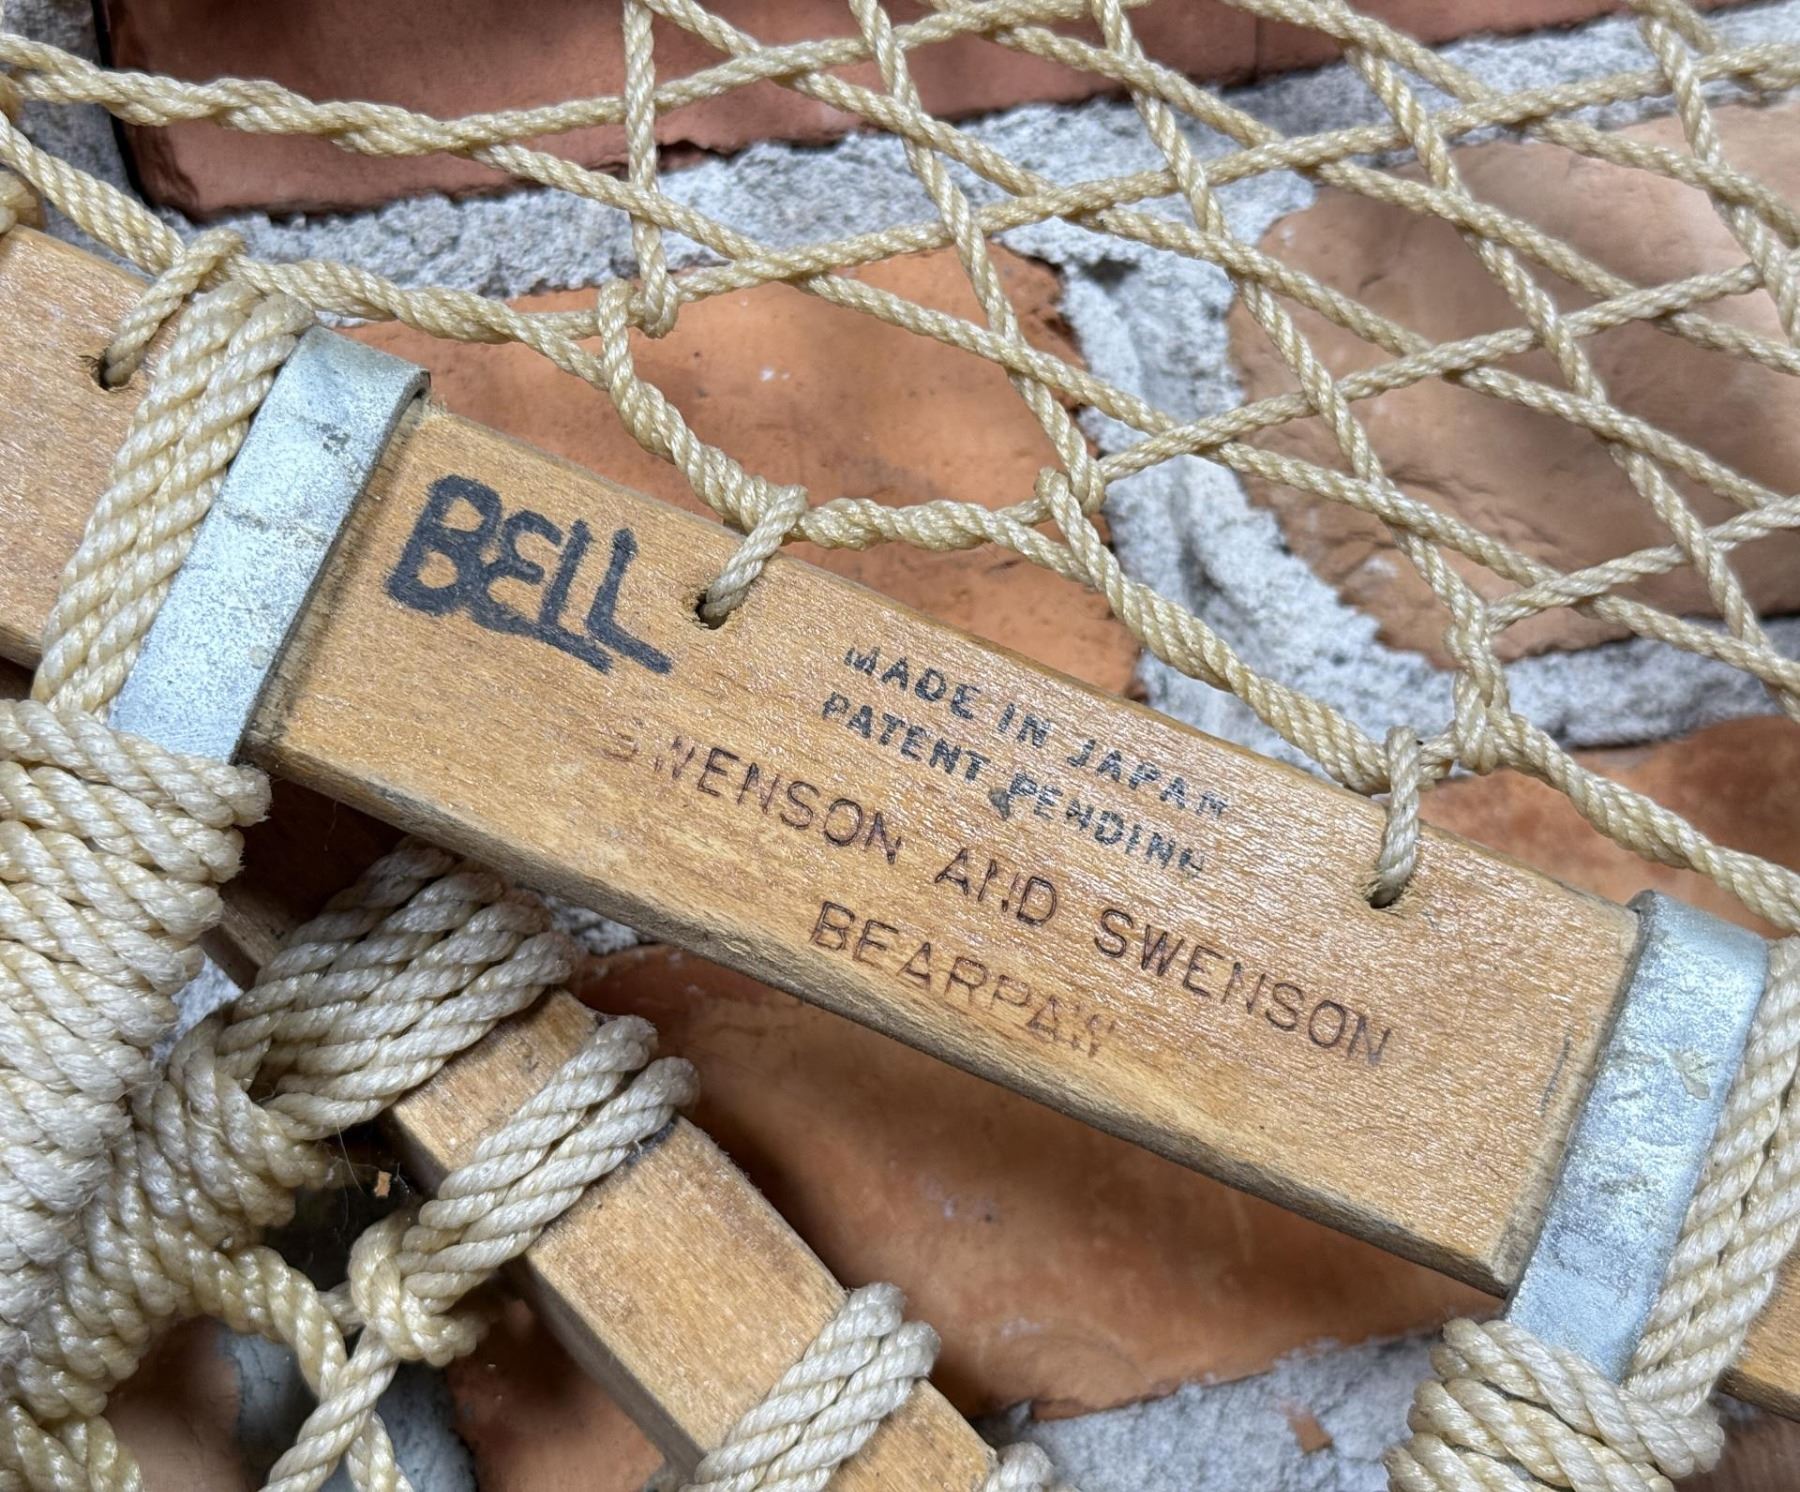 BELL
MADE IN JAPAN
PATENT PENDING
SWENSON AND SWENSON
BEARPAW